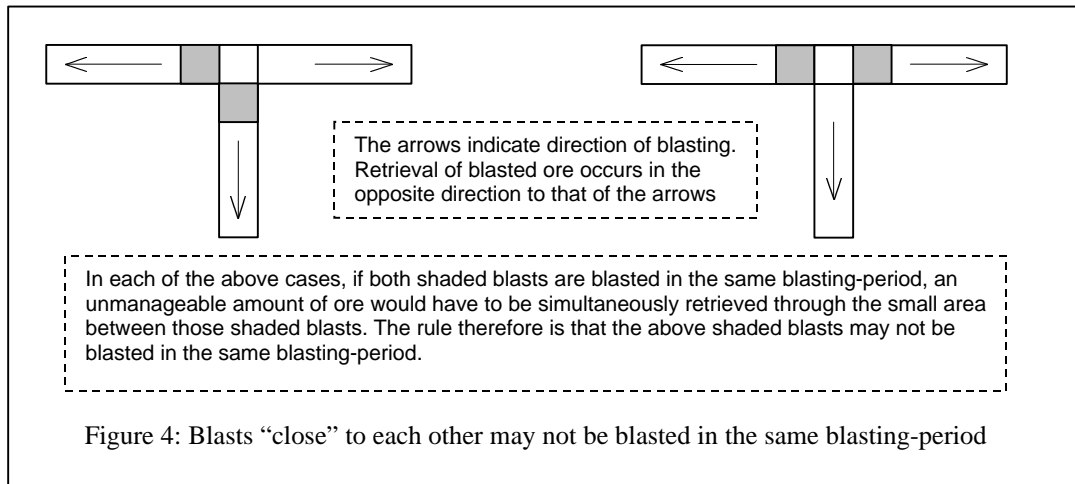 The arrows indicate direction of blasting.
Retrieval of blasted ore occurs in the
opposite direction to that of the arrows
In each of the above cases, if both shaded blasts are blasted in the same blasting-period, an
unmanageable amount of ore would have to be simultaneously retrieved through the small area
between those shaded blasts. The rule therefore is that the above shaded blasts may not be
blasted in the same blasting-period.
Figure 4: Blasts “close” to each other may not be blasted in the same blasting-period